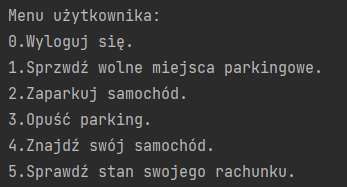 Menu użytkownika:
0.Wyloguj się.
1.Sprzwdź wolne miejsca parkingowe.
2.Zaparkuj samochód.
3.Opuść parking.
4.Znajdź swój samochód.
5.Sprawdź stan swojego rachunku.